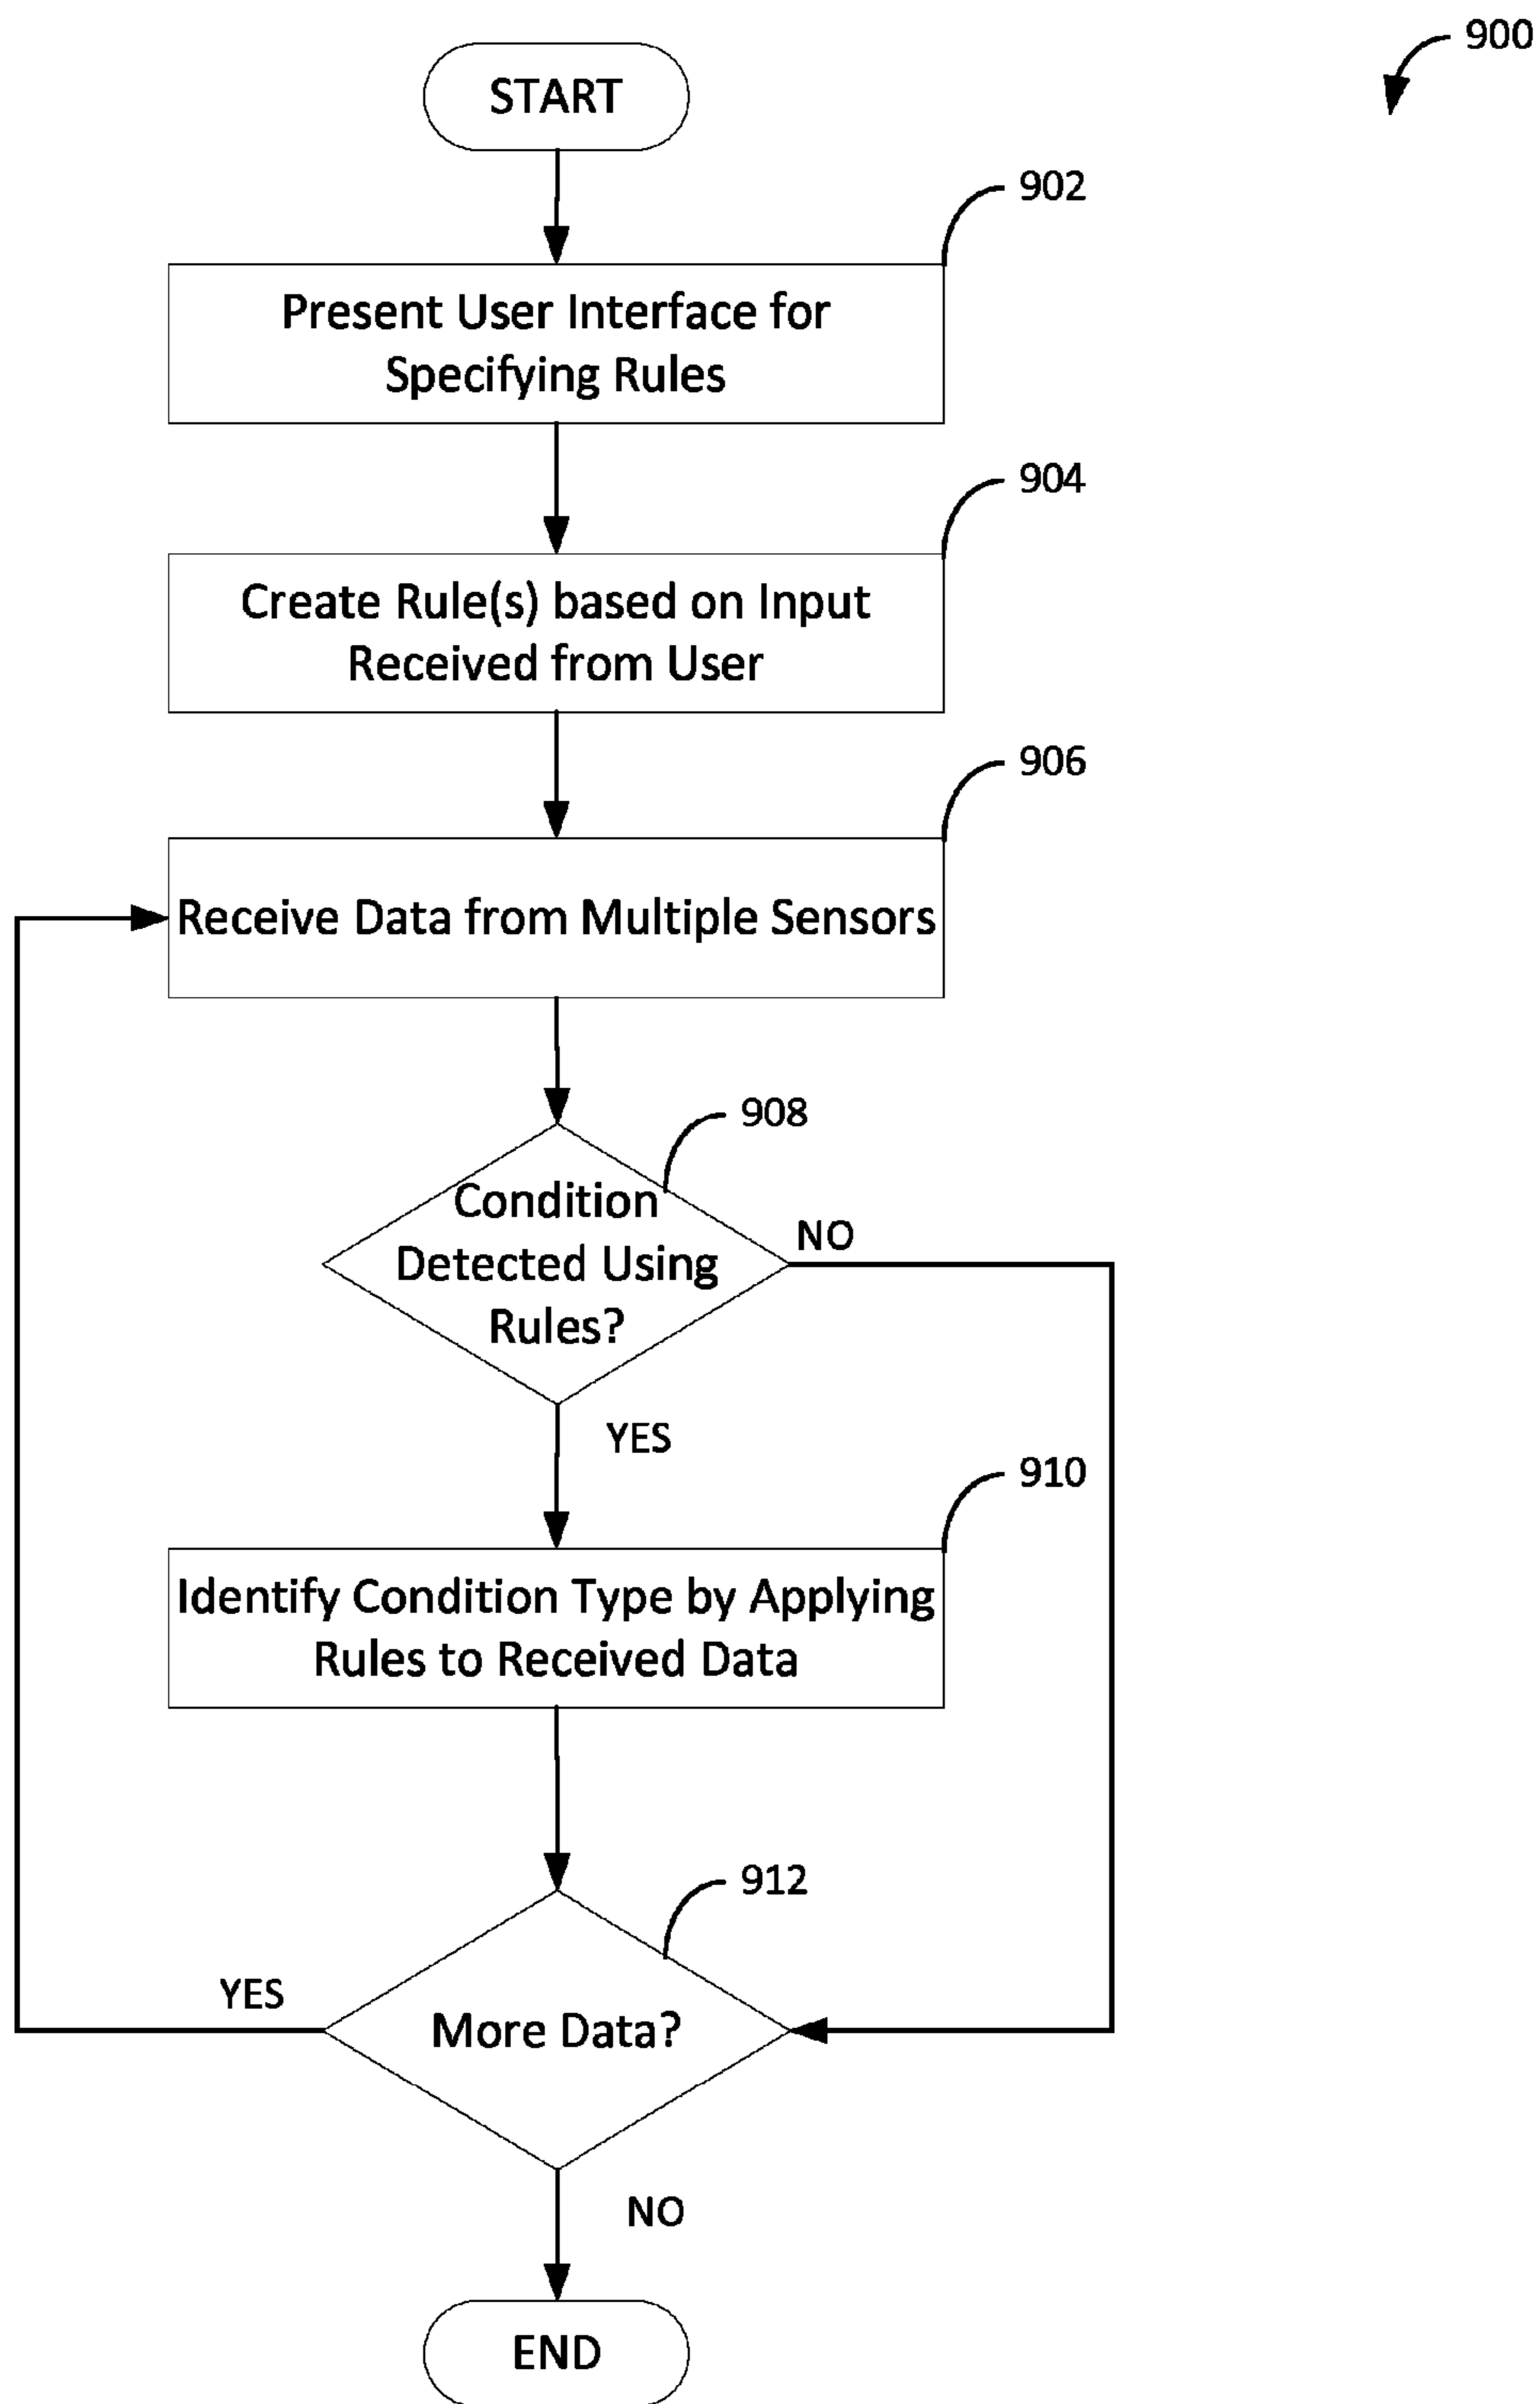 900
START
902
Present User Interface for
Specifying Rules
904
Create Rule(s) based on Input
Received from User
906
Receive Data from Multiple Sensors
908
Condition
Detected Using
Rules?
NO
YES
910
Identify Condition Type by Applying
Rules to Received Data
912
YES
More Data?
NO
END